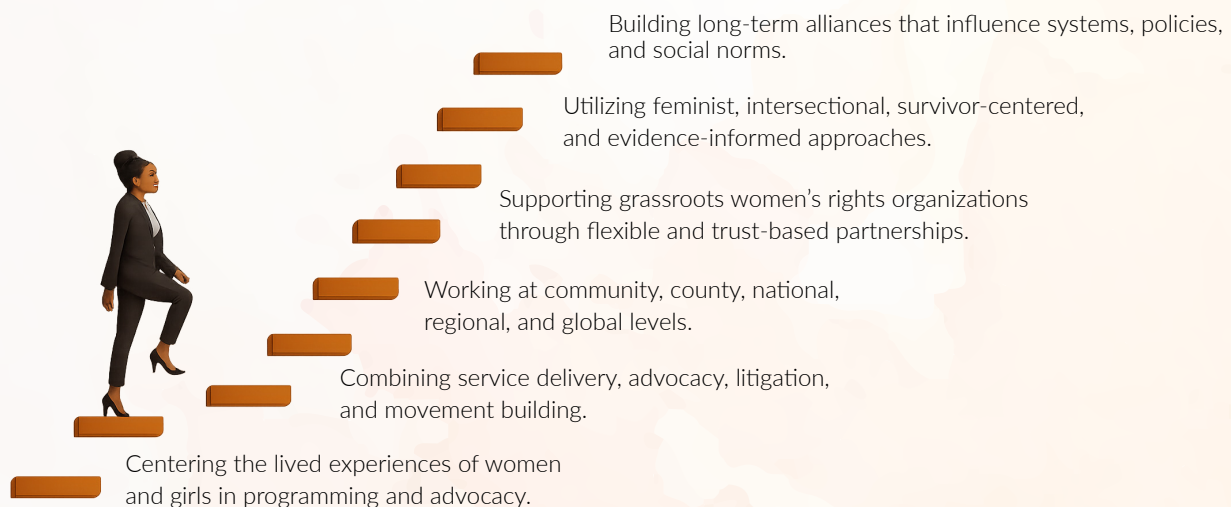 Building long-term alliances that influence systems, policies,
and social norms.
Utilizing feminist, intersectional, survivor-centered,
and evidence-informed approaches.
Supporting grassroots women’s rights organizations
through flexible and trust-based partnerships.
Working at community, county, national,
regional, and global levels.
Combining service delivery, advocacy, litigation,
and movement building.
Centering the lived experiences of women
and girls in programming and advocacy.